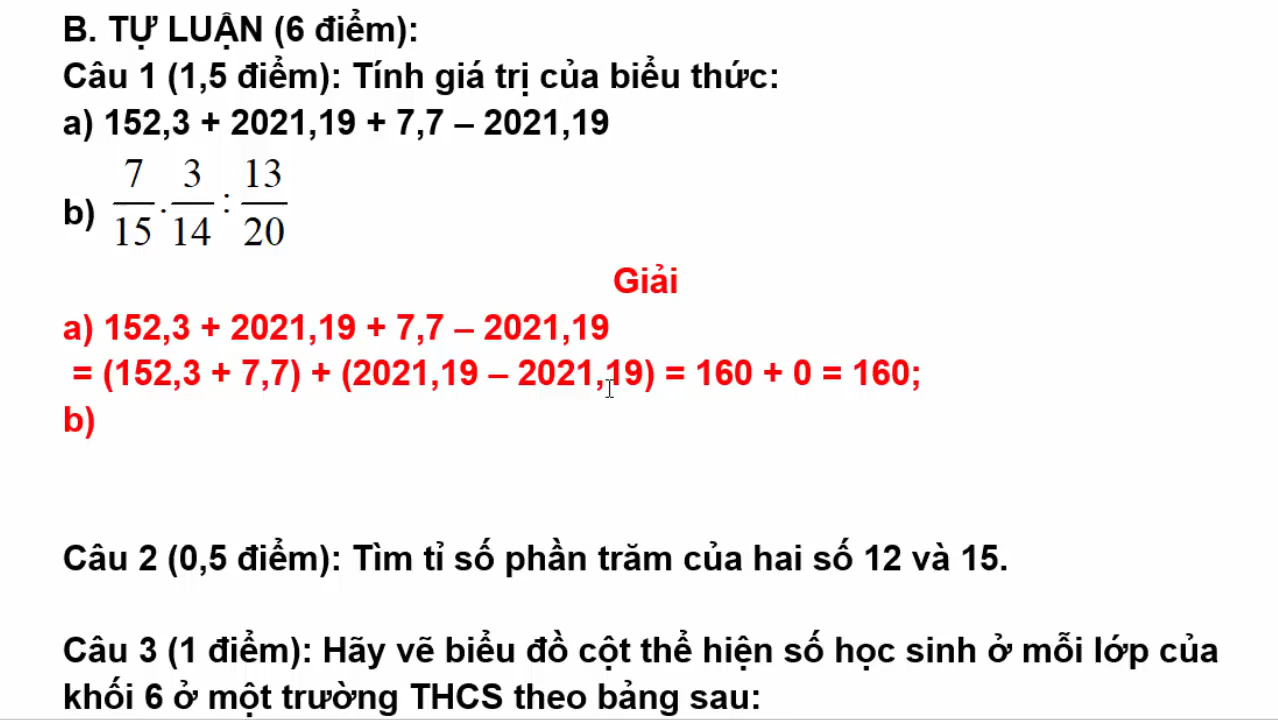 B. TỰ LUẬN (6 điểm):
Câu 1 (1,5 điểm): Tính giá trị của biểu thức:
a) 152,3 + 2021,19 + 7,7 – 2021,19
b) 7/15 . 3/14 : 13/20
Giải
a) 152,3 + 2021,19 + 7,7 – 2021,19
= (152,3 + 7,7) + (2021,19 – 2021,19) = 160 + 0 = 160;
b)
Câu 2 (0,5 điểm): Tìm tỉ số phần trăm của hai số 12 và 15.
Câu 3 (1 điểm): Hãy vẽ biểu đồ cột thể hiện số học sinh ở mỗi lớp của
khối 6 ở một trường THCS theo bảng sau: